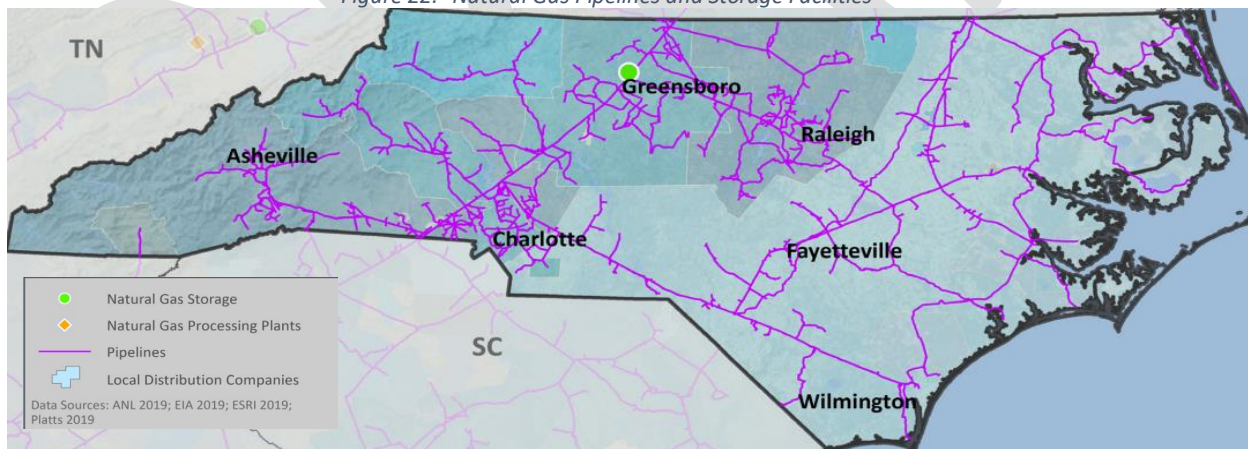 Figure 22: Natural Gas Pipelines and Storage Facilities
TN
Greensboro
Raleigh
Asheville
Charlotte
Fayetteville
Natural Gas Storage
Natural Gas Processing Plants
Pipelines
Local Distribution Companies
Data Sources: ANL 2019; EIA 2019; ESRI 2019;
Platts 2019
SC
Wilmington